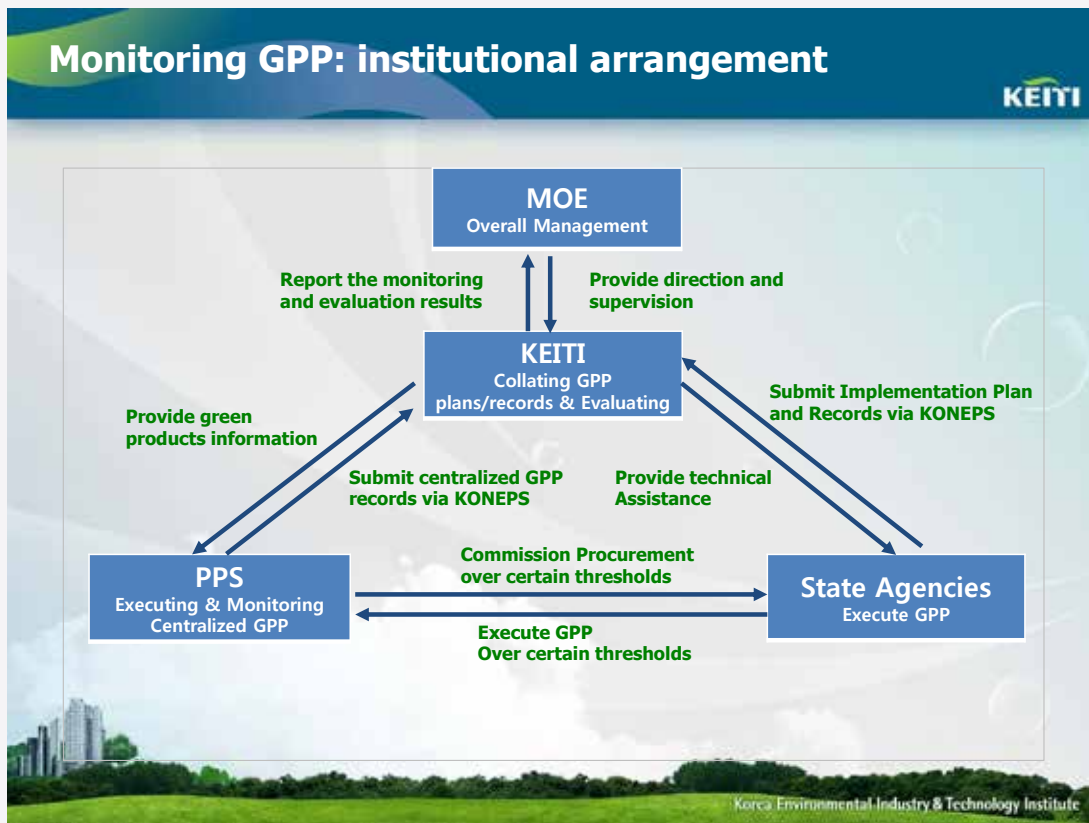 Monitoring GPP: institutional arrangement
KEITI
MOE
Overall Management
Report the monitoring
and evaluation results
Provide direction and
supervision
KEITI
Collating GPP
plans/records & Evaluating
Provide green
products information
Submit Implementation Plan
and Records via KONEPS
Submit centralized GPP
records via KONEPS
Provide technical
Assistance
PPS
Executing & Monitoring
Centralized GPP
Commission Procurement
over certain thresholds
State Agencies
Execute GPP
Execute GPP
Over certain thresholds
Korea Environmental Industry & Technology Institute